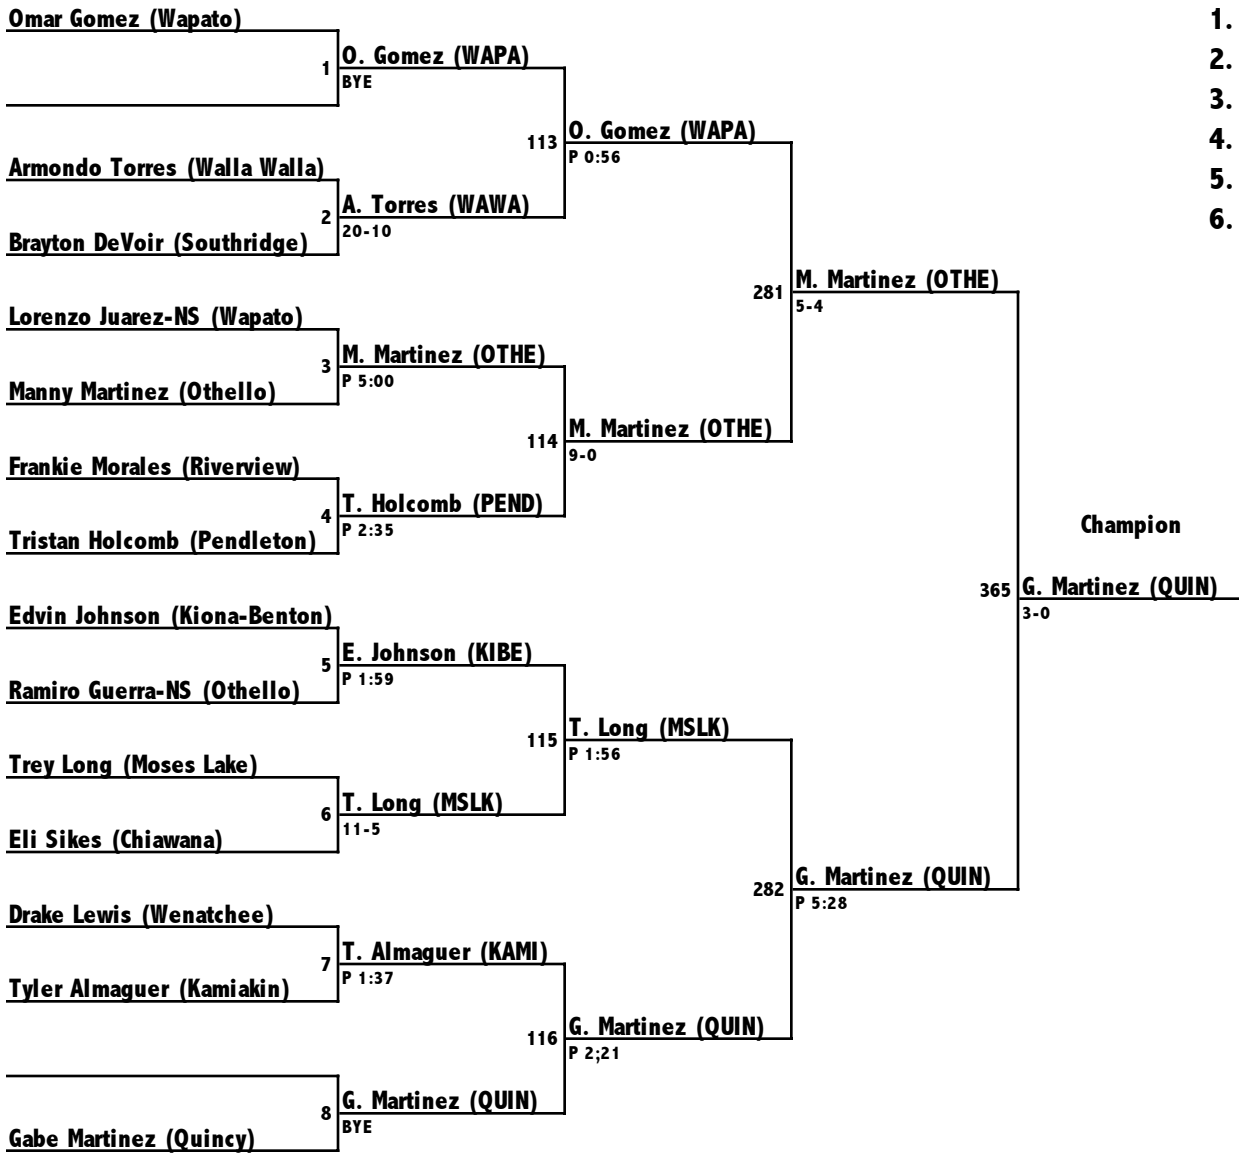 Omar Gomez (Wapato)
1.
1
O. Gomez (WAPA)
BYE
2.
3.
113
O. Gomez (WAPA)
P 0:56
4.
Armondo Torres (Walla Walla)
5.
2
A. Torres (WAWA)
20-10
6.
Brayton DeVoir (Southridge)
281
M. Martinez (OTHE)
5-4
Lorenzo Juarez-NS (Wapato)
3
M. Martinez (OTHE)
P 5:00
Manny Martinez (Othello)
114
M. Martinez (OTHE)
9-0
Frankie Morales (Riverview)
4
T. Holcomb (PEND)
P 2:35
Tristan Holcomb (Pendleton)
Champion
365
G. Martinez (QUIN)
3-0
Edvin Johnson (Kiona-Benton)
5
E. Johnson (KIBE)
P 1:59
Ramiro Guerra-NS (Othello)
115
T. Long (MSLK)
P 1:56
Trey Long (Moses Lake)
6
T. Long (MSLK)
11-5
Eli Sikes (Chiawana)
282
G. Martinez (QUIN)
P 5:28
Drake Lewis (Wenatchee)
7
T. Almaguer (KAMI)
P 1:37
Tyler Almaguer (Kamiakin)
116
G. Martinez (QUIN)
P 2;21
8
G. Martinez (QUIN)
BYE
Gabe Martinez (Quincy)